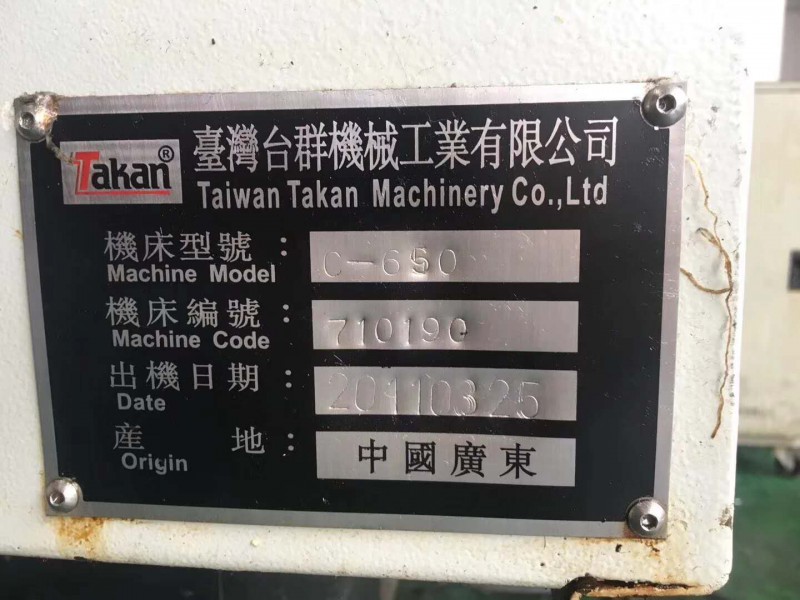 Takan® 臺灣台群機械工業有限公司
Taiwan Takan Machinery Co.,Ltd
機床型號： C-650
Machine Model
機床編號： 710190
Machine Code
出機日期： 20110325
Date
産 地： 中國廣東
Origin